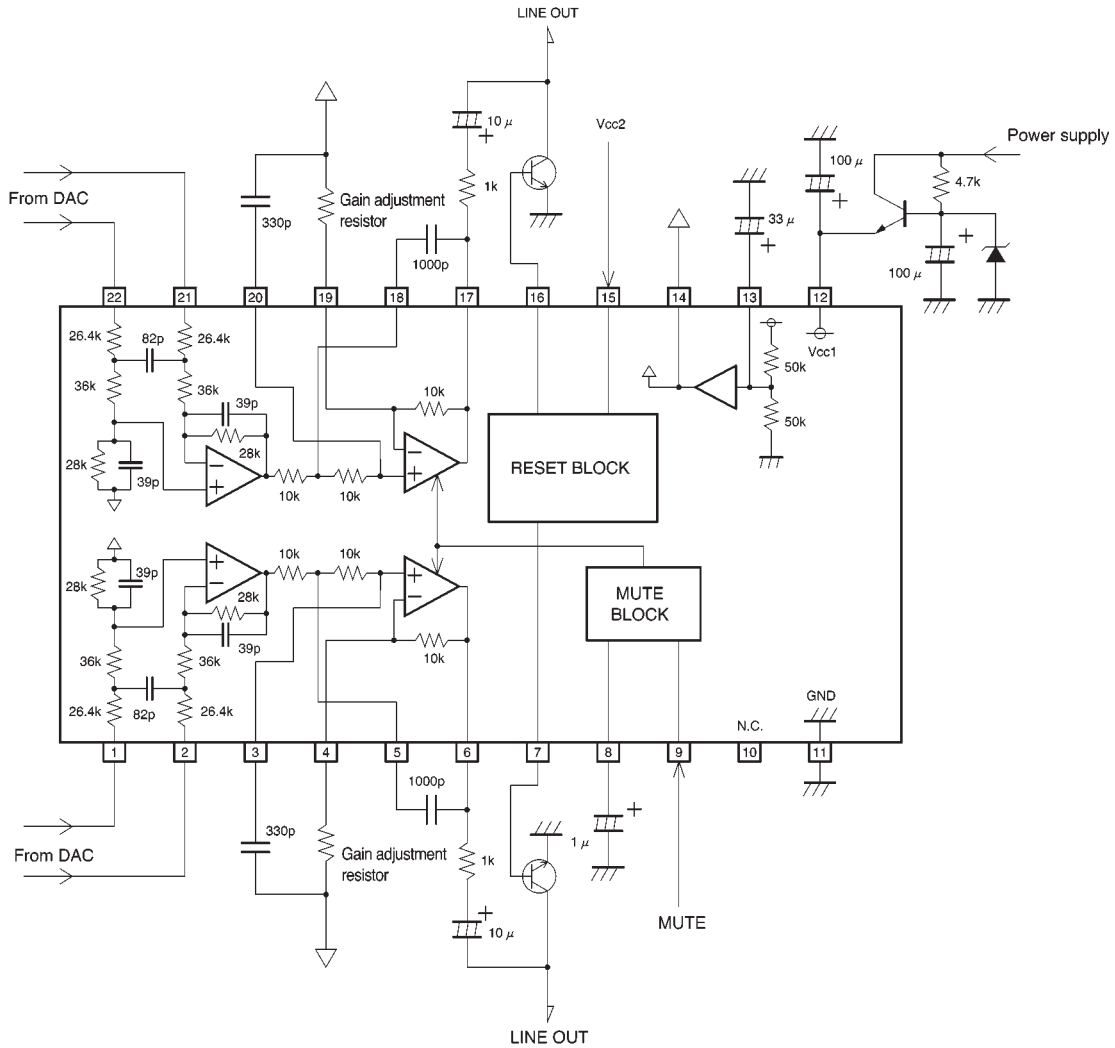 LINE OUT
10 μ
+
Vcc2
Power supply
100 μ
+
4.7k
From DAC
1k
33 μ
+
330p
Gain adjustment
resistor
1000p
100 μ
+
22
21
20
19
18
17
16
15
14
13
12
26.4k
82p
26.4k
Vcc1
50k
36k
36k
39p
10k
50k
28k
39p
28k
10k
10k
RESET BLOCK
28k
39p
10k
10k
28k
39p
10k
MUTE
BLOCK
36k
36k
26.4k
82p
26.4k
GND
N.C.
1
2
3
4
5
6
7
8
9
10
11
1000p
330p
1 μ
+
From DAC
Gain adjustment
resistor
1k
+
10 μ
MUTE
LINE OUT